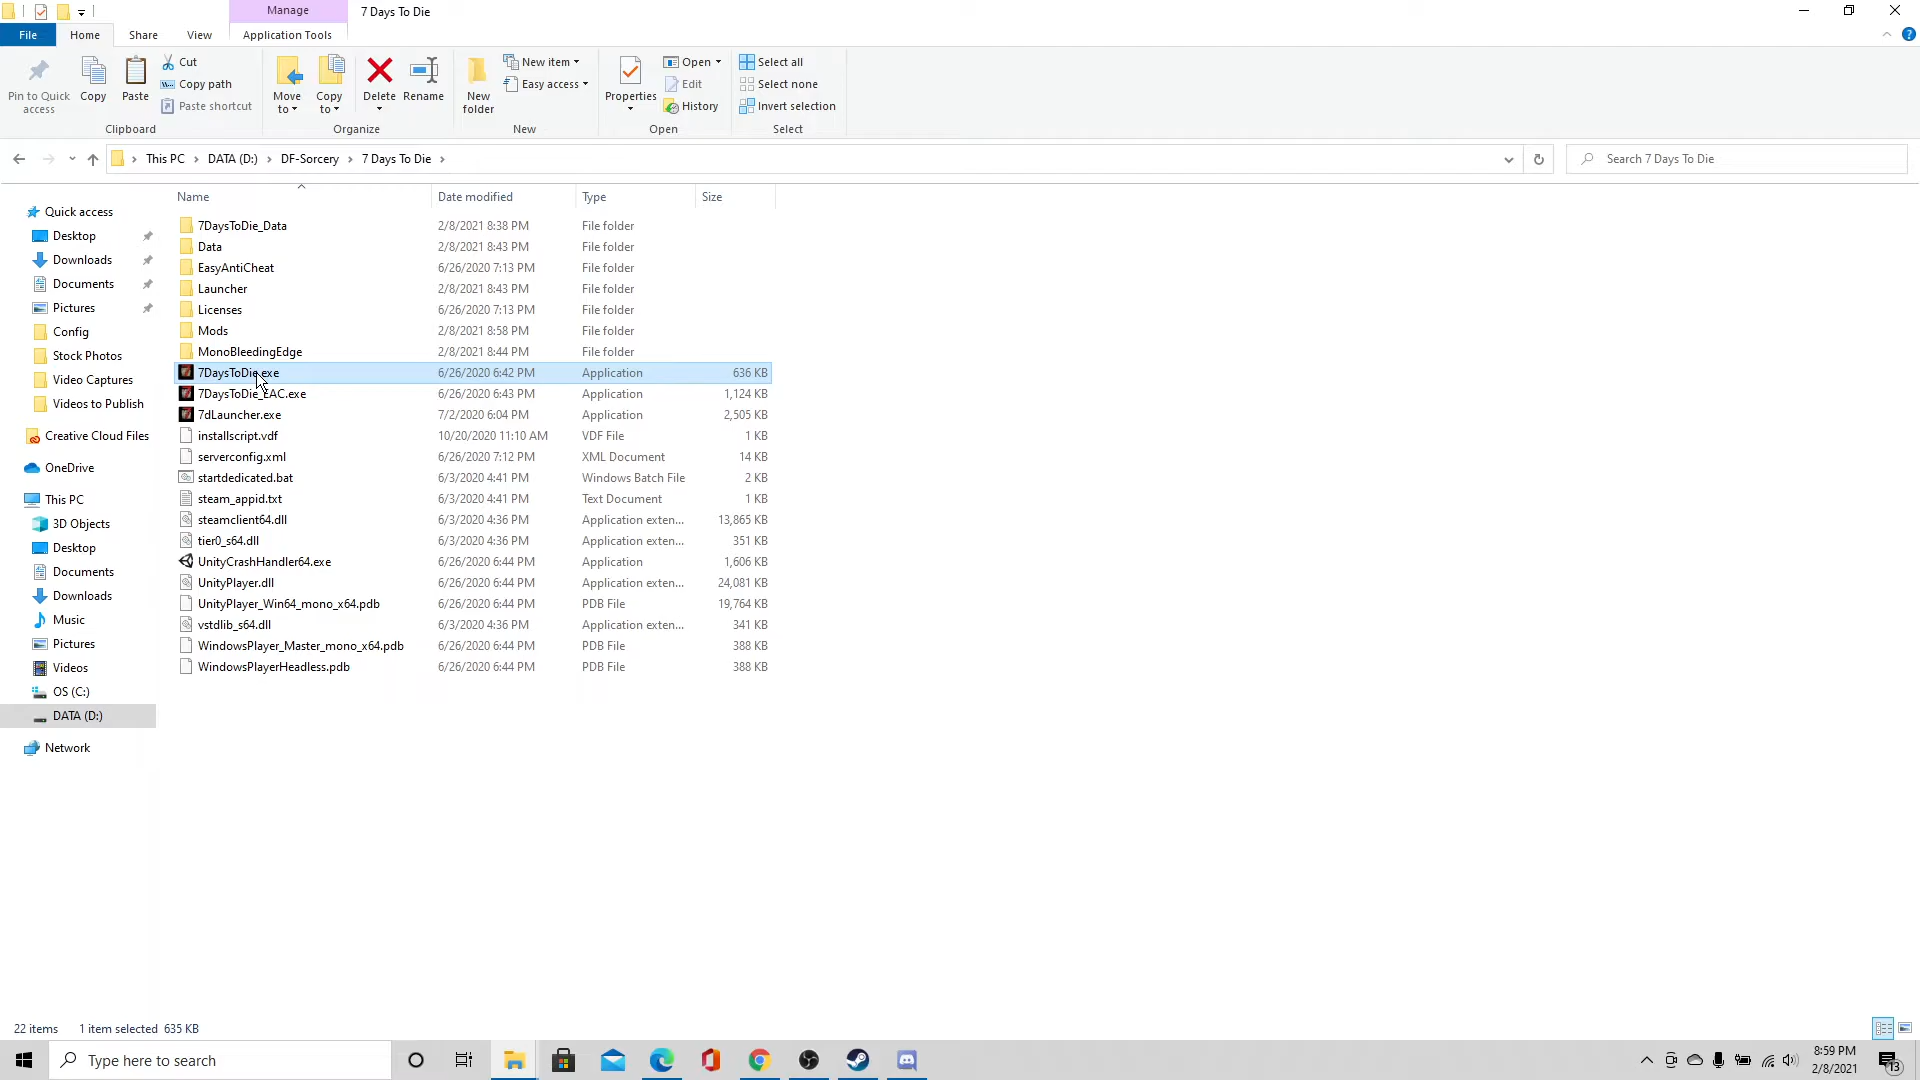 Manage
7 Days To Die
File
Home
Share
View
Application Tools
Pin to Quick access
Copy
Paste
Cut
Copy path
Paste shortcut
Clipboard
Move to
Copy to
Delete
Rename
Organize
New folder
New item
Easy access
New
Properties
Open
Edit
History
Open
Select all
Select none
Invert selection
Select
This PC
DATA (D:)
DF-Sorcery
7 Days To Die
Search 7 Days To Die
Name Date modified Type Size
Quick access
Desktop
Downloads
Documents
Pictures
Config
Stock Photos
Video Captures
Videos to Publish
Creative Cloud Files
OneDrive
This PC
3D Objects
Desktop
Documents
Downloads
Music
Pictures
Videos
OS (C:)
DATA (D:)
Network
7DaysToDie_Data 2/8/2021 8:38 PM File folder
Data 2/8/2021 8:43 PM File folder
EasyAntiCheat 6/26/2020 7:13 PM File folder
Launcher 2/8/2021 8:43 PM File folder
Licenses 6/26/2020 7:13 PM File folder
Mods 2/8/2021 8:58 PM File folder
MonoBleedingEdge 2/8/2021 8:44 PM File folder
7DaysToDie.exe 6/26/2020 6:42 PM Application 636 KB
7DaysToDie_EAC.exe 6/26/2020 6:43 PM Application 1,124 KB
7dLauncher.exe 7/2/2020 6:04 PM Application 2,505 KB
installscript.vdf 10/20/2020 11:10 AM VDF File 1 KB
serverconfig.xml 6/26/2020 7:12 PM XML Document 14 KB
startdedicated.bat 6/3/2020 4:41 PM Windows Batch File 2 KB
steam_appid.txt 6/3/2020 4:41 PM Text Document 1 KB
steamclient64.dll 6/3/2020 4:36 PM Application exten... 13,865 KB
tier0_s64.dll 6/3/2020 4:36 PM Application exten... 351 KB
UnityCrashHandler64.exe 6/26/2020 6:44 PM Application 1,606 KB
UnityPlayer.dll 6/26/2020 6:44 PM Application exten... 24,081 KB
UnityPlayer_Win64_mono_x64.pdb 6/26/2020 6:44 PM PDB File 19,764 KB
vstdlib_s64.dll 6/3/2020 4:36 PM Application exten... 341 KB
WindowsPlayer_Master_mono_x64.pdb 6/26/2020 6:44 PM PDB File 388 KB
WindowsPlayerHeadless.pdb 6/26/2020 6:44 PM PDB File 388 KB
22 items 1 item selected 635 KB
Type here to search
8:59 PM
2/8/2021
13